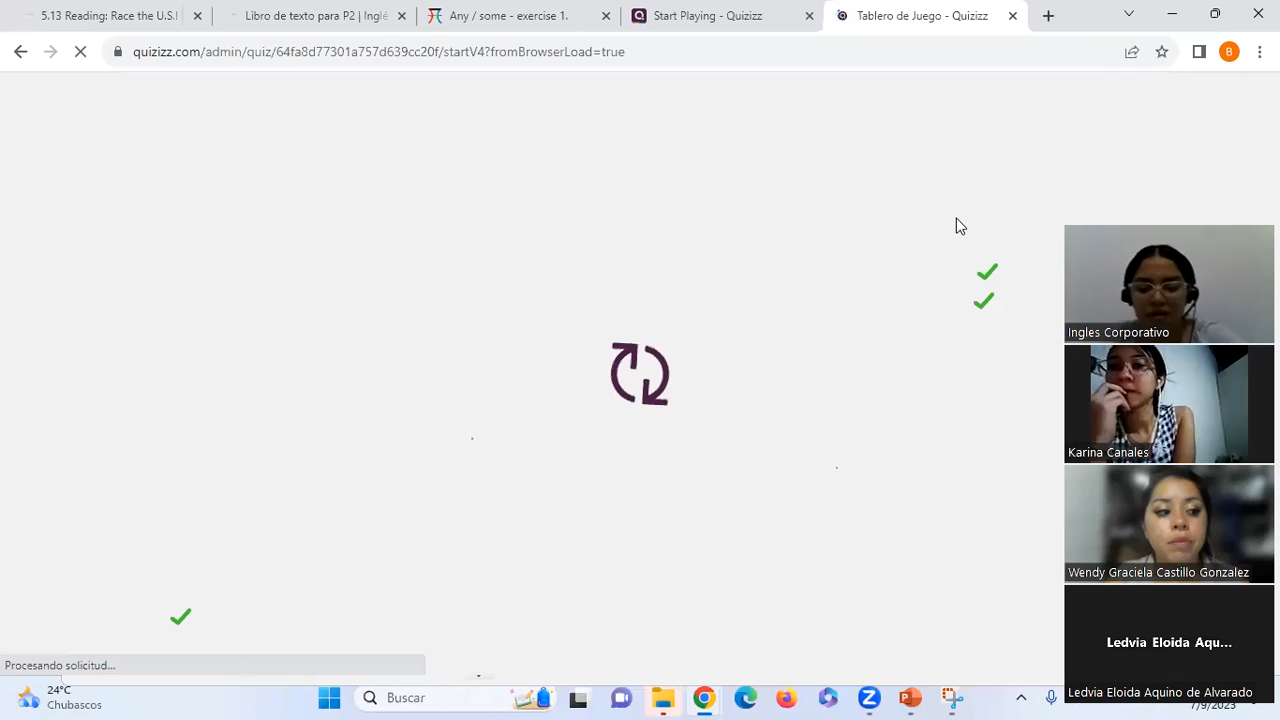 5.13 Reading: Race the U.S.!
Libro de texto para P2 | Inglé
Any / some - exercise 1.
Start Playing - Quizizz
Tablero de Juego - Quizizz
quizizz.com/admin/quiz/64fa8d77301a757d639cc20f/startV4?fromBrowserLoad=true
B
Ingles Corporativo
Karina Canales
Wendy Graciela Castillo Gonzalez
Ledvia Eloida Aqu...
Ledvia Eloida Aquino de Alvarado
Procesando solicitud...
24°C
Chubascos
Buscar
7/9/2023